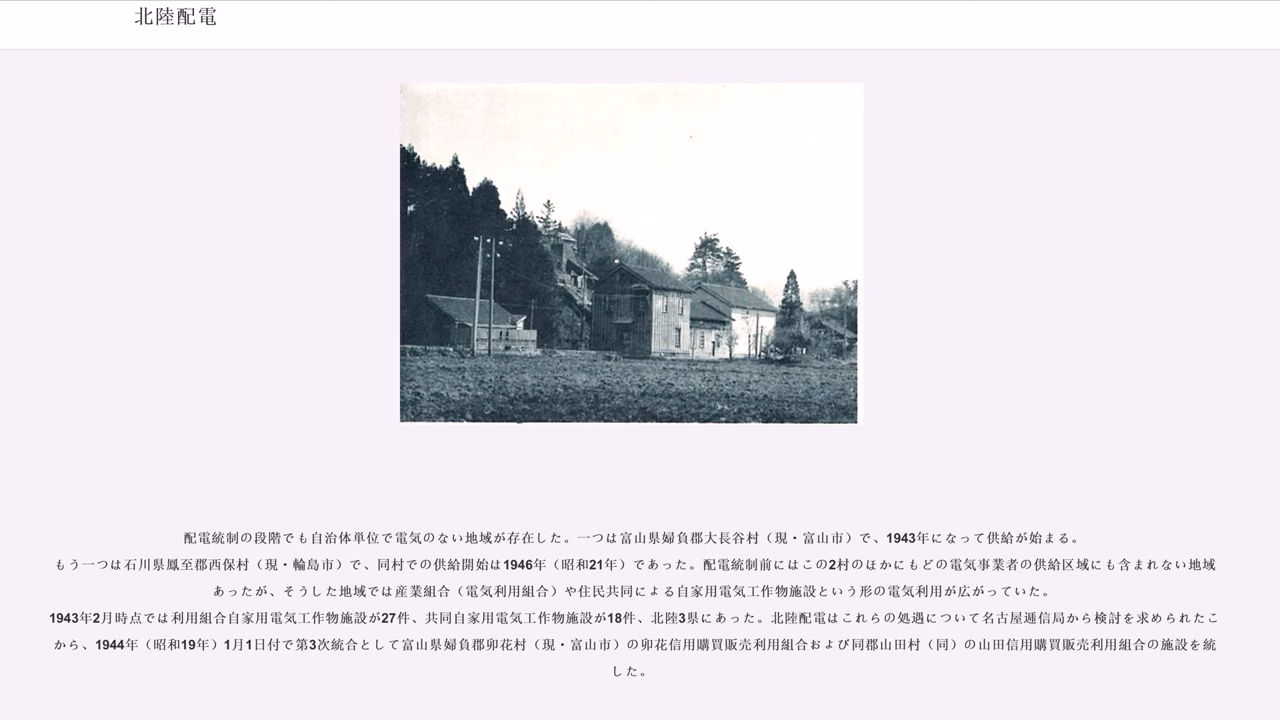 北陸配電
配電統制の段階でも自治体単位で電気のない地域が存在した。一つは富山県婦負郡大長谷村（現・富山市）で、1943年になって供給が始まる。
もう一つは石川県鳳至郡西保村（現・輪島市）で、同村での供給開始は1946年（昭和21年）であった。配電統制前にはこの2村のほかにもどの電気事業者の供給区域にも含まれない地域
あったが、そうした地域では産業組合（電気利用組合）や住民共同による自家用電気工作物施設という形の電気利用が広がっていた。
1943年2月時点では利用組合自家用電気工作物施設が27件、共同自家用電気工作物施設が18件、北陸3県にあった。北陸配電はこれらの処遇について名古屋逓信局から検討を求められたこ
から、1944年（昭和19年）1月1日付で第3次統合として富山県婦負郡卯花村（現・富山市）の卯花信用購買販売利用組合および同郡山田村（同）の山田信用購買販売利用組合の施設を統
した。